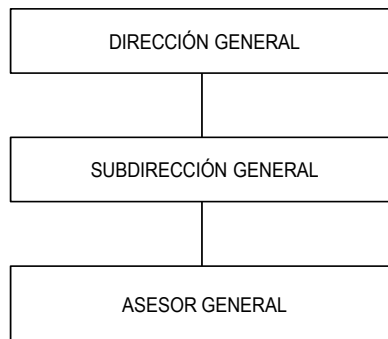 DIRECCIÓN GENERAL
SUBDIRECCIÓN GENERAL
ASESOR GENERAL